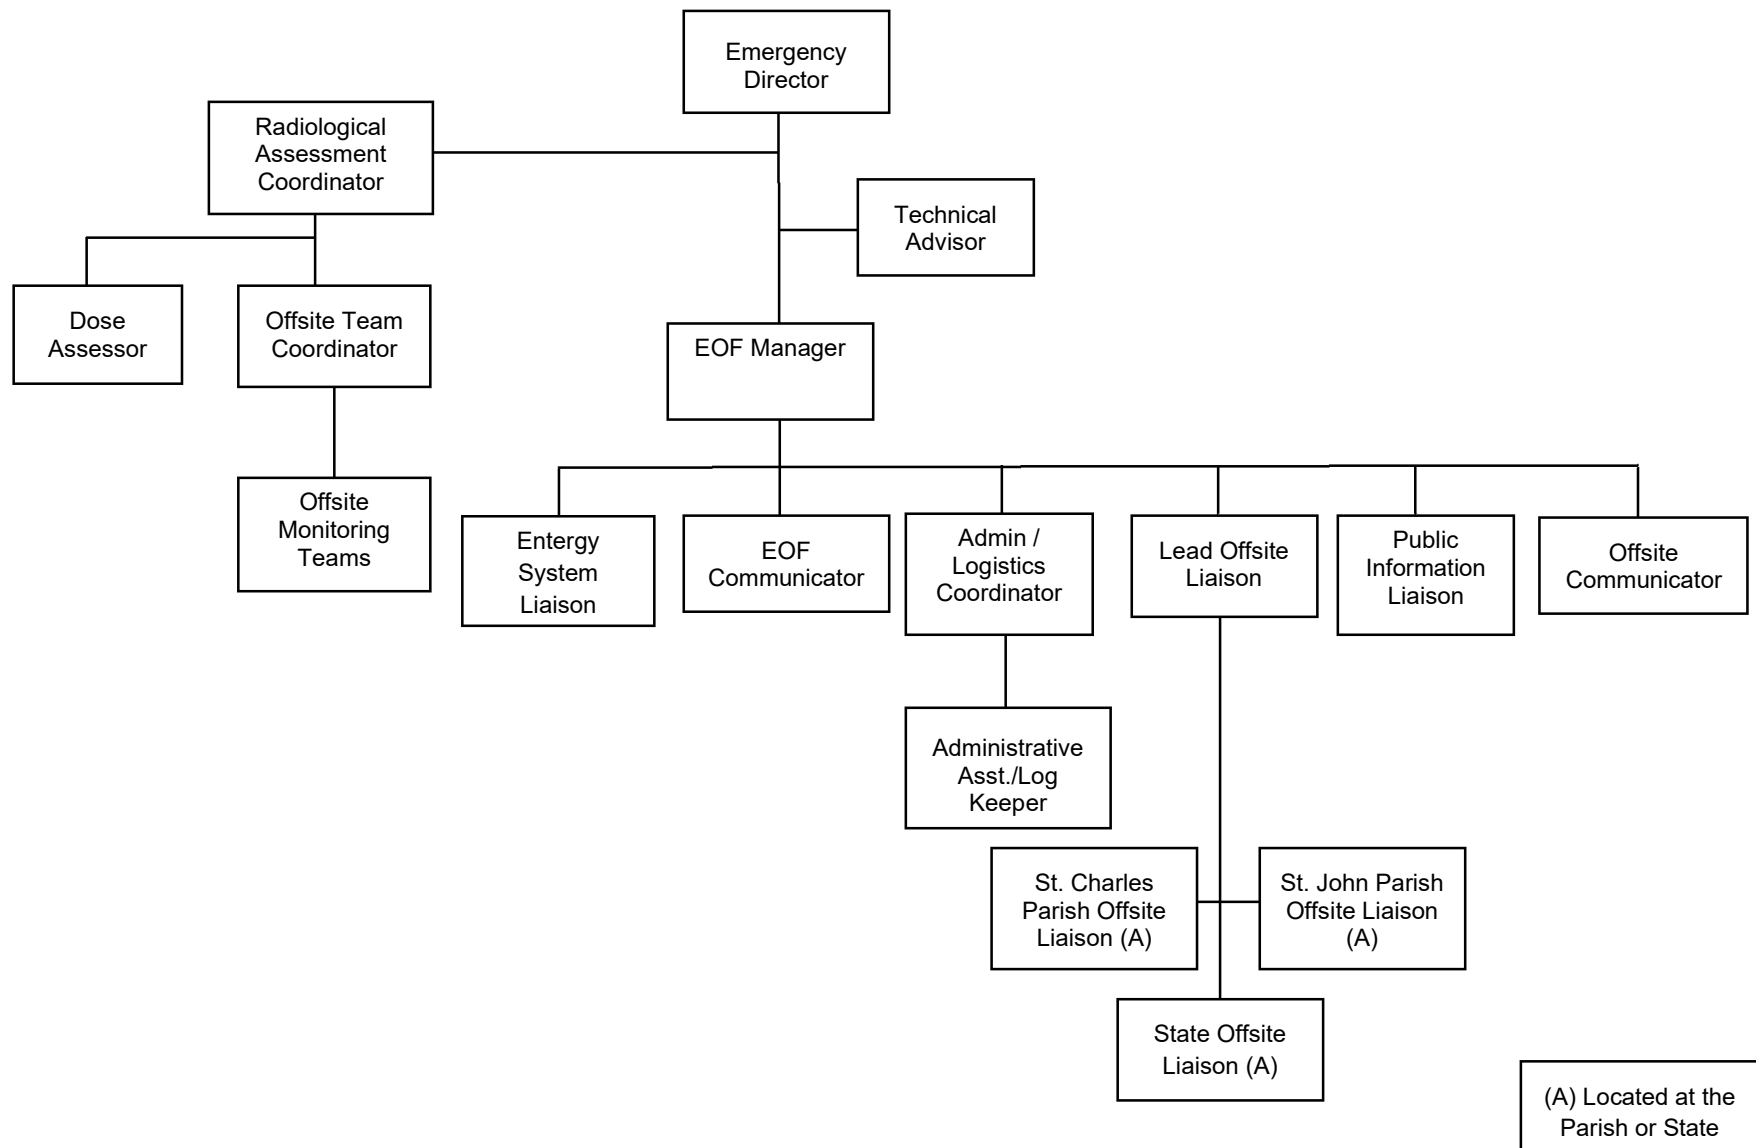 Emergency
Director
Radiological
Assessment
Coordinator
Technical
Advisor
Dose
Assessor
Offsite Team
Coordinator
EOF Manager
Offsite
Monitoring
Teams
Entergy
System
Liaison
EOF
Communicator
Admin /
Logistics
Coordinator
Lead Offsite
Liaison
Public
Information
Liaison
Offsite
Communicator
Administrative
Asst./Log
Keeper
St. Charles
Parish Offsite
Liaison (A)
St. John Parish
Offsite Liaison
(A)
State Offsite
Liaison (A)
(A) Located at the
Parish or State